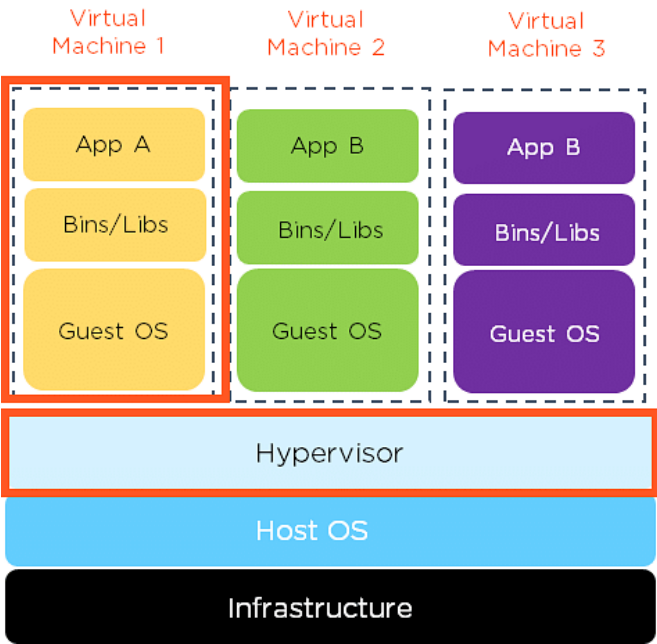 Virtual
Machine 1
Virtual
Machine 2
Virtual
Machine 3
App A
App B
App B
Bins/Libs
Bins/Libs
Bins/Libs
Guest OS
Guest OS
Guest OS
Hypervisor
Host OS
Infrastructure